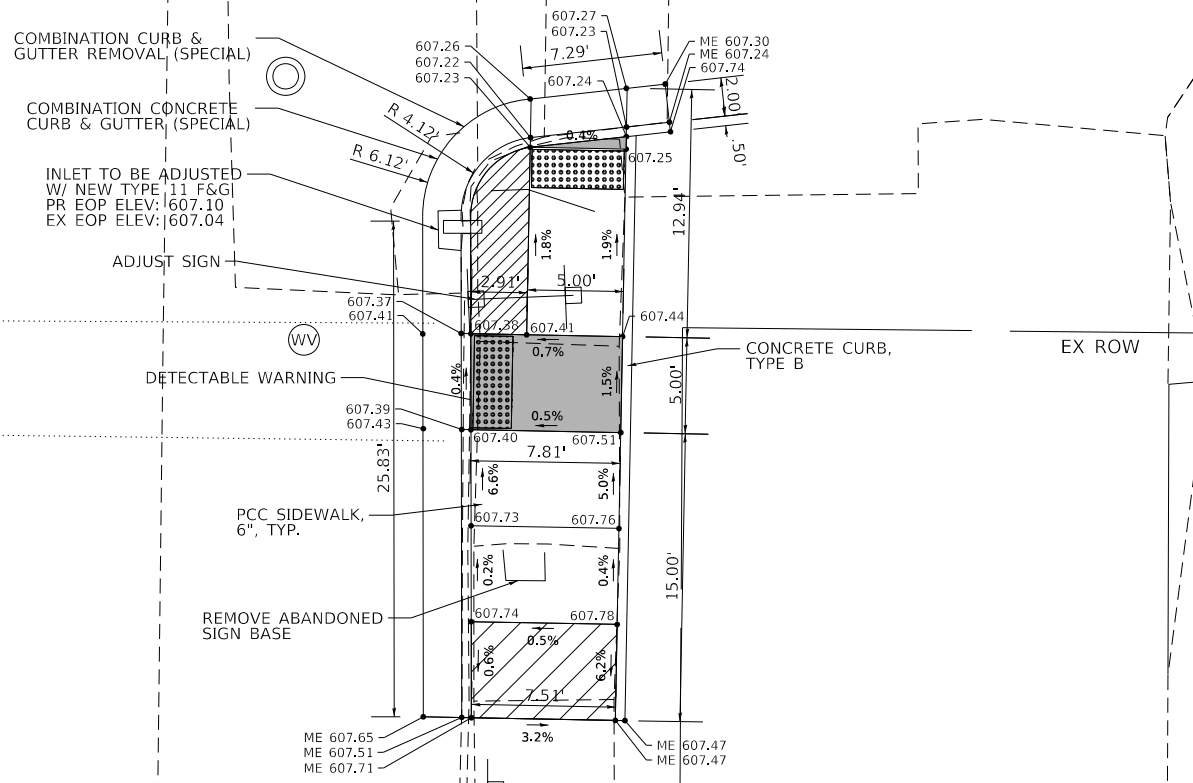 COMBINATION CURB &
GUTTER REMOVAL (SPECIAL)
COMBINATION CONCRETE
CURB & GUTTER (SPECIAL)
INLET TO BE ADJUSTED
W/ NEW TYPE 11 F&G
PR EOP ELEV: 607.10
EX EOP ELEV: 607.04
ADJUST SIGN
607.26
607.22
607.23
607.27
607.23
7.29'
607.24
ME 607.30
ME 607.24
607.74
2.00'
.50'
R 4.12'
R 6.12'
0.4%
607.25
12.94'
1.8%
1.9%
2.91'
5.00'
607.37
607.41
607.38
607.41
607.44
WV
0.7%
CONCRETE CURB,
TYPE B
EX ROW
DETECTABLE WARNING
0.4%
1.5%
5.00'
607.39
607.43
0.5%
607.40
607.51
7.81'
25.83'
6.6%
5.0%
PCC SIDEWALK,
6", TYP.
607.73
607.76
0.2%
0.4%
15.00'
REMOVE ABANDONED
SIGN BASE
607.74
607.78
0.5%
0.6%
6.2%
7.51'
3.2%
ME 607.65
ME 607.51
ME 607.71
ME 607.47
ME 607.47